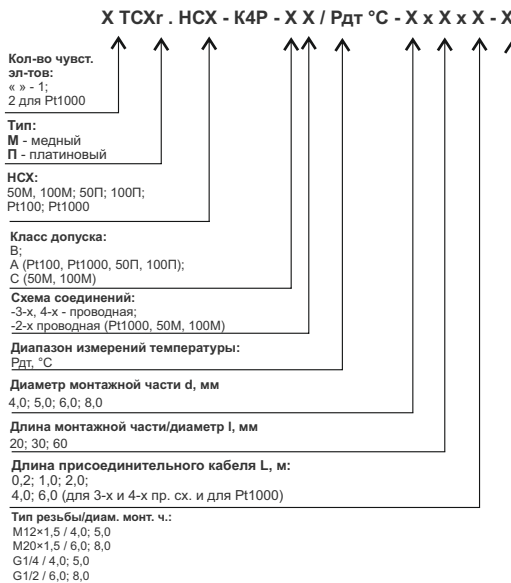 Х ТСХr . НСХ - К4Р - Х Х / Рдт °С - Х х Х х Х - Х
Кол-во чувст.
эл-тов:
« » - 1;
2 для Pt1000
Тип:
М - медный
П - платиновый
НСХ:
50М, 100М; 50П; 100П;
Pt100; Pt1000
Класс допуска:
В;
А (Pt100, Pt1000, 50П, 100П);
С (50М, 100М)
Схема соединений:
-3-х, 4-х - проводная;
-2-х проводная (Pt1000, 50М, 100М)
Диапазон измерений температуры:
Рдт, °С
Диаметр монтажной части d, мм
4,0; 5,0; 6,0; 8,0
Длина монтажной части/диаметр l, мм
20; 30; 60
Длина присоединительного кабеля L, м:
0,2; 1,0; 2,0;
4,0; 6,0 (для 3-х и 4-х пр. сх. и для Pt1000)
Тип резьбы/диам. монт. ч.:
М12×1,5 / 4,0; 5,0
М20×1,5 / 6,0; 8,0
G1/4 / 4,0; 5,0
G1/2 / 6,0; 8,0